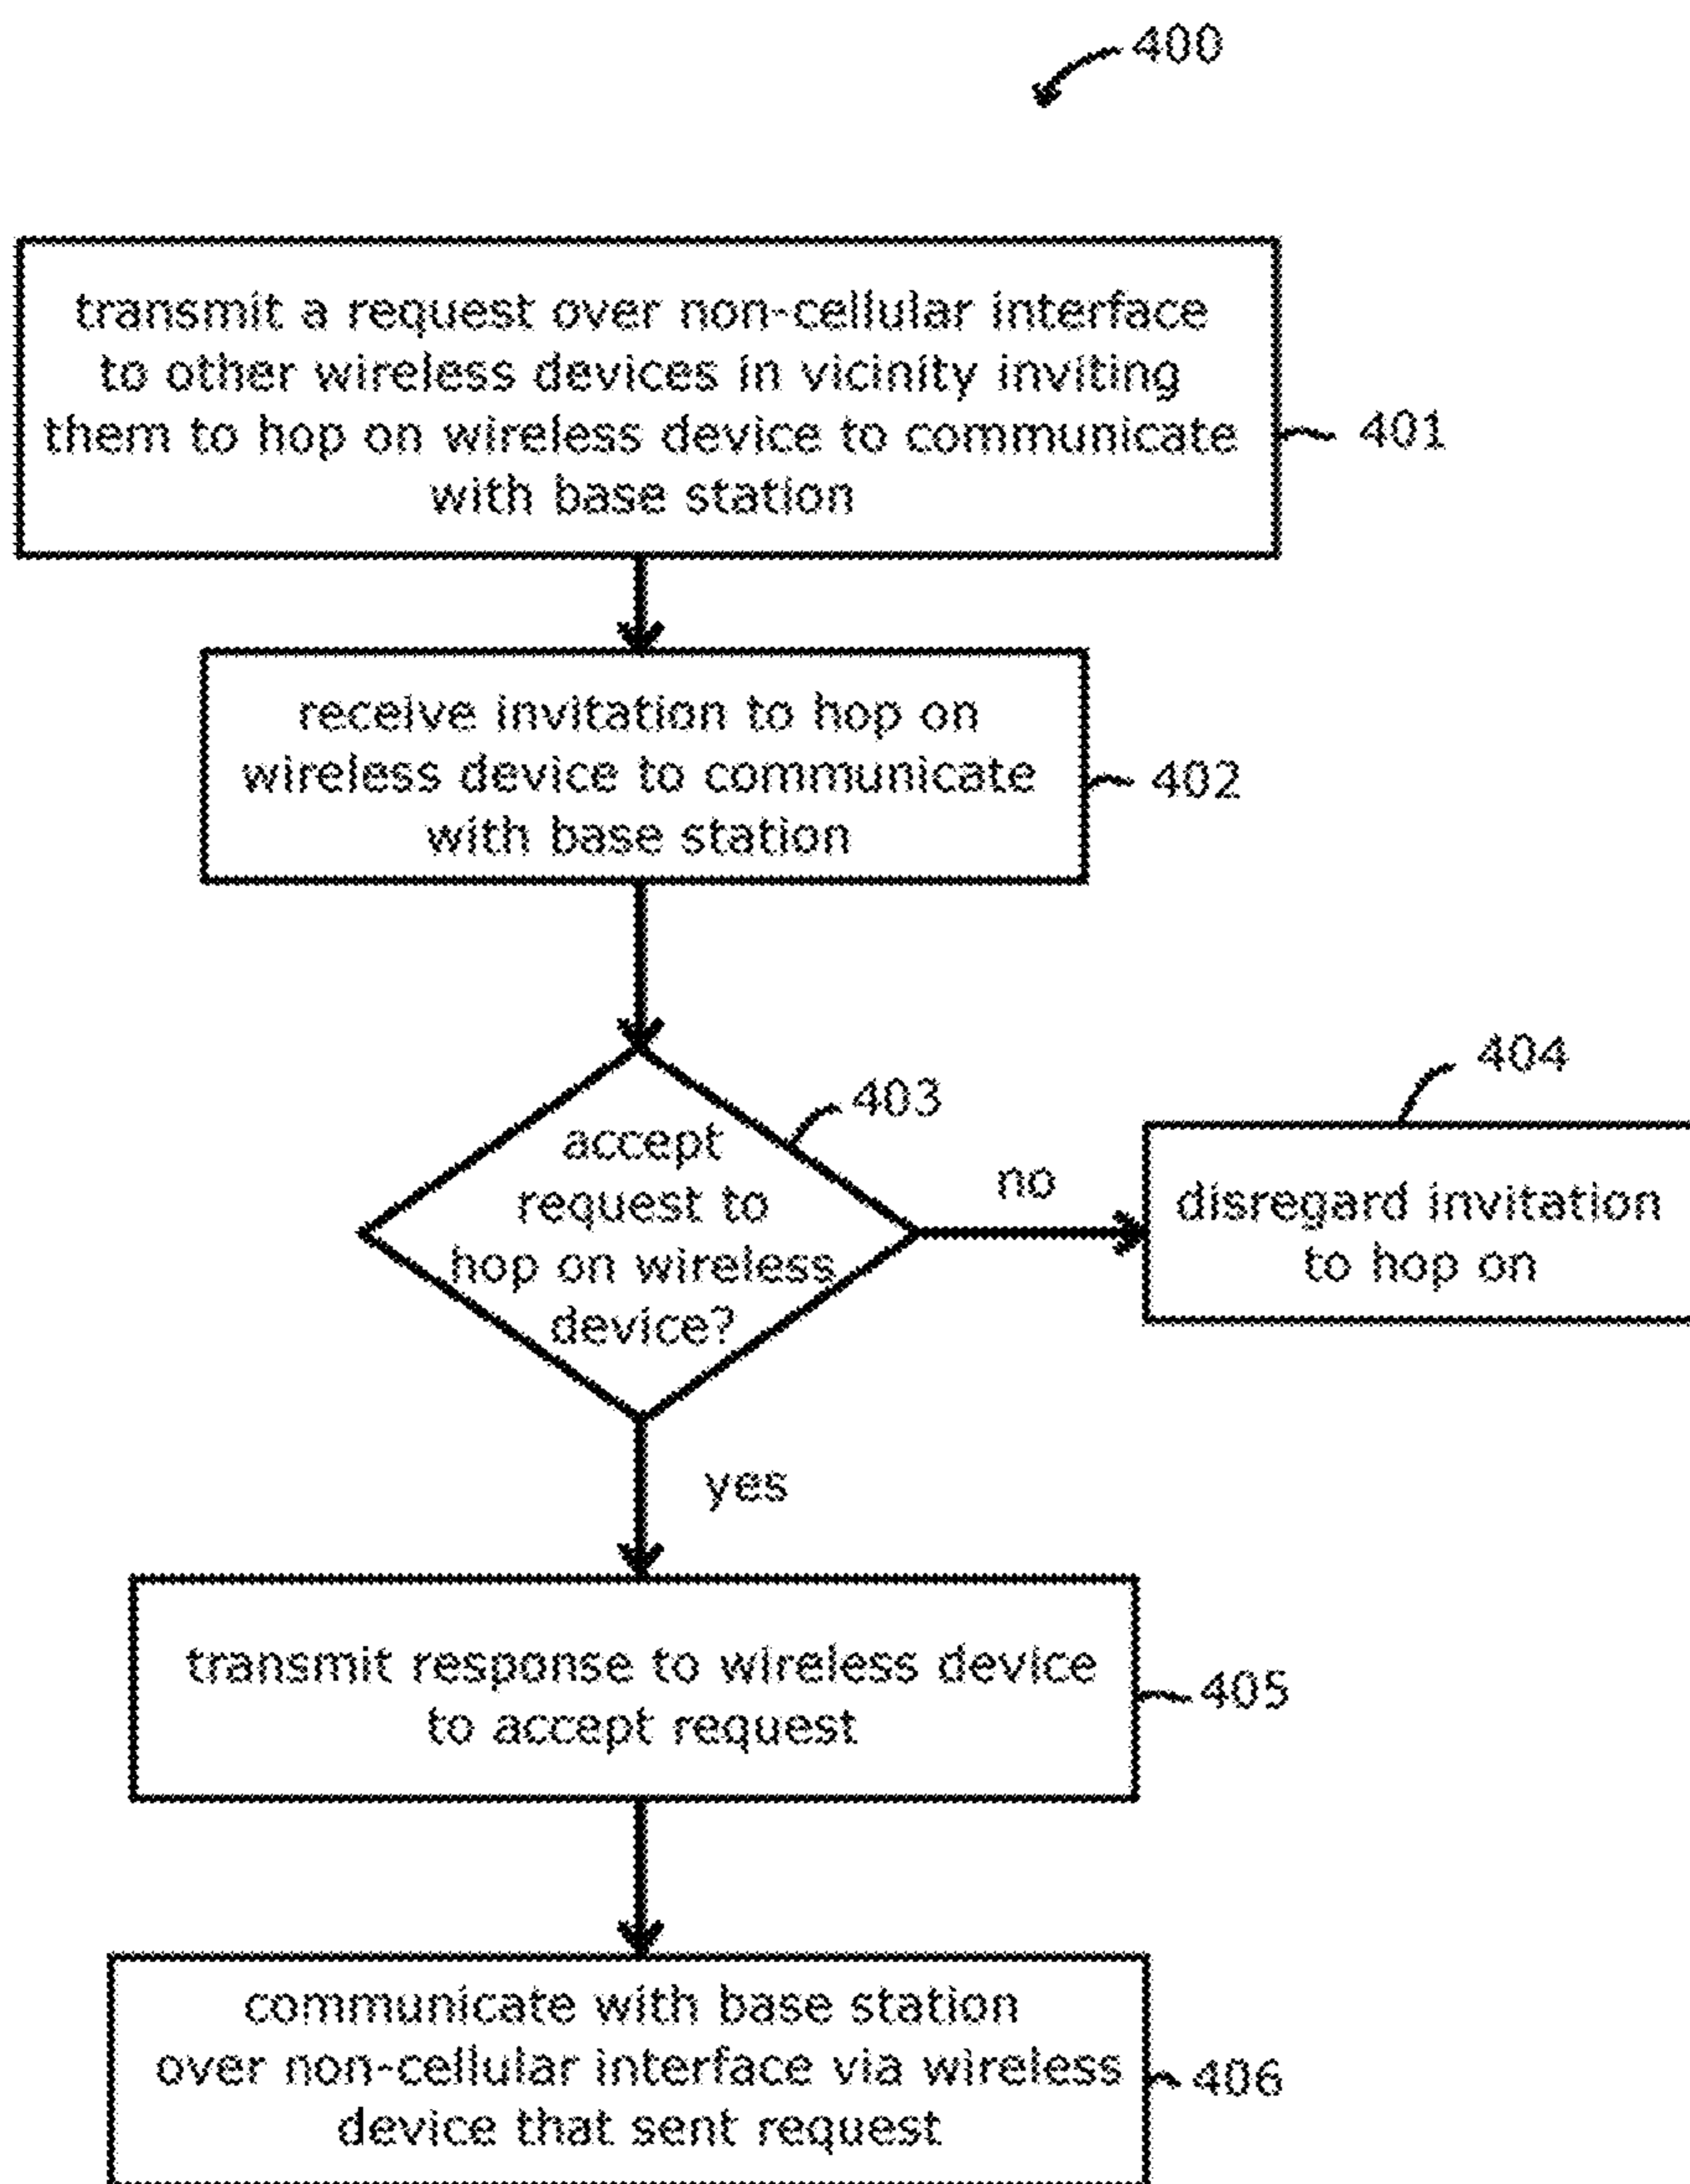 400
transmit a request over non-cellular interface
to other wireless devices in vicinity inviting
them to hop on wireless device to communicate
with base station
401
receive invitation to hop on
wireless device to communicate
with base station
402
403
accept
request to
hop on wireless
device?
no
404
disregard invitation
to hop on
yes
transmit response to wireless device
to accept request
405
communicate with base station
over non-cellular interface via wireless
device that sent request
406